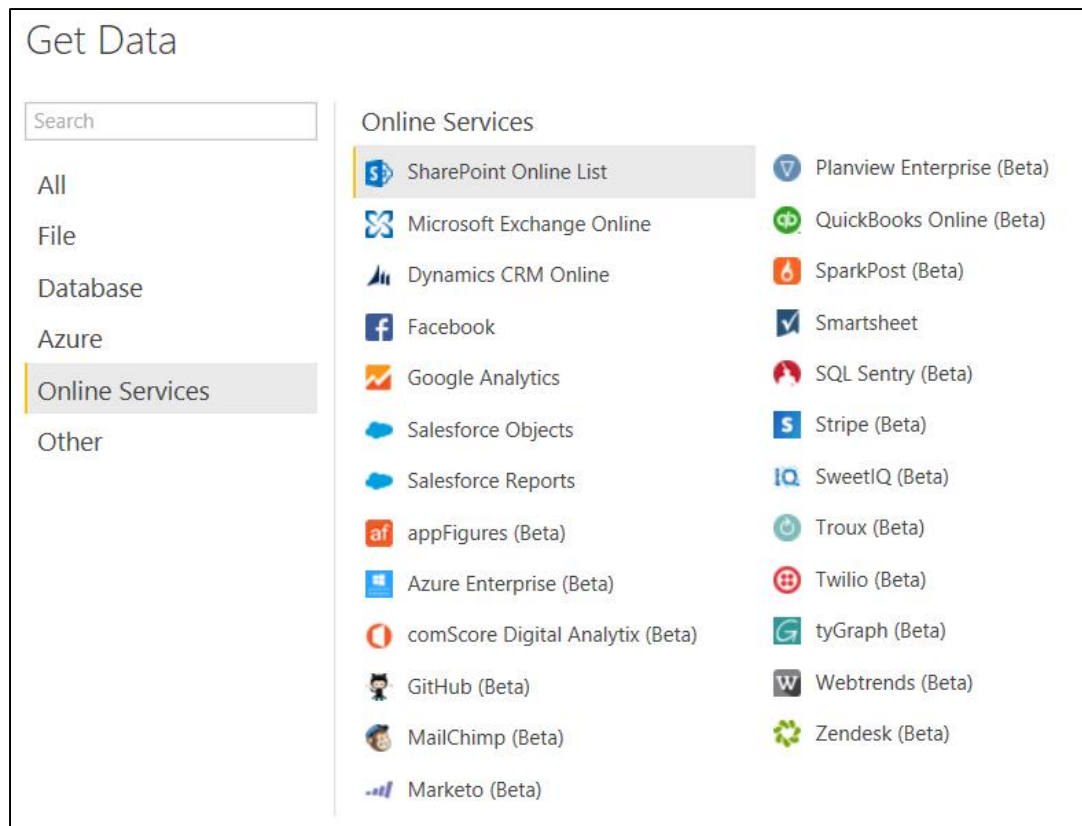 Get Data
Search
All
File
Database
Azure
Online Services
Other
Online Services
SharePoint Online List
Microsoft Exchange Online
Dynamics CRM Online
Facebook
Google Analytics
Salesforce Objects
Salesforce Reports
appFigures (Beta)
Azure Enterprise (Beta)
comScore Digital Analytix (Beta)
GitHub (Beta)
MailChimp (Beta)
Marketo (Beta)
Planview Enterprise (Beta)
QuickBooks Online (Beta)
SparkPost (Beta)
Smartsheet
SQL Sentry (Beta)
Stripe (Beta)
SweetIQ (Beta)
Troux (Beta)
Twilio (Beta)
tyGraph (Beta)
Webtrends (Beta)
Zendesk (Beta)